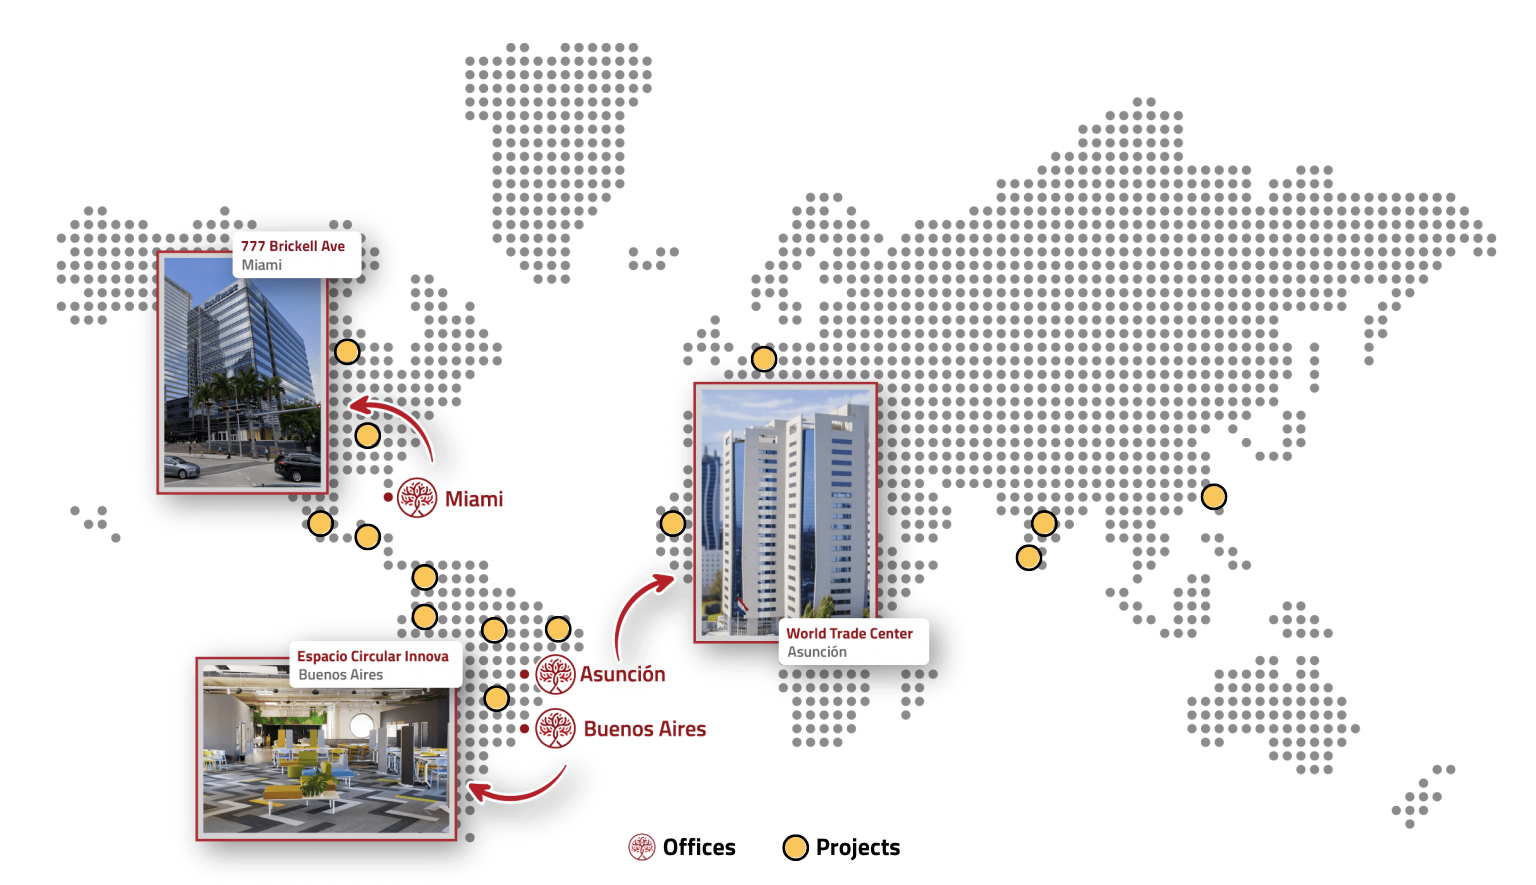 777 Brickell Ave
Miami
Miami
World Trade Center
Asunción
Espacio Circular Innova
Buenos Aires
Asunción
Buenos Aires
Offices
Projects